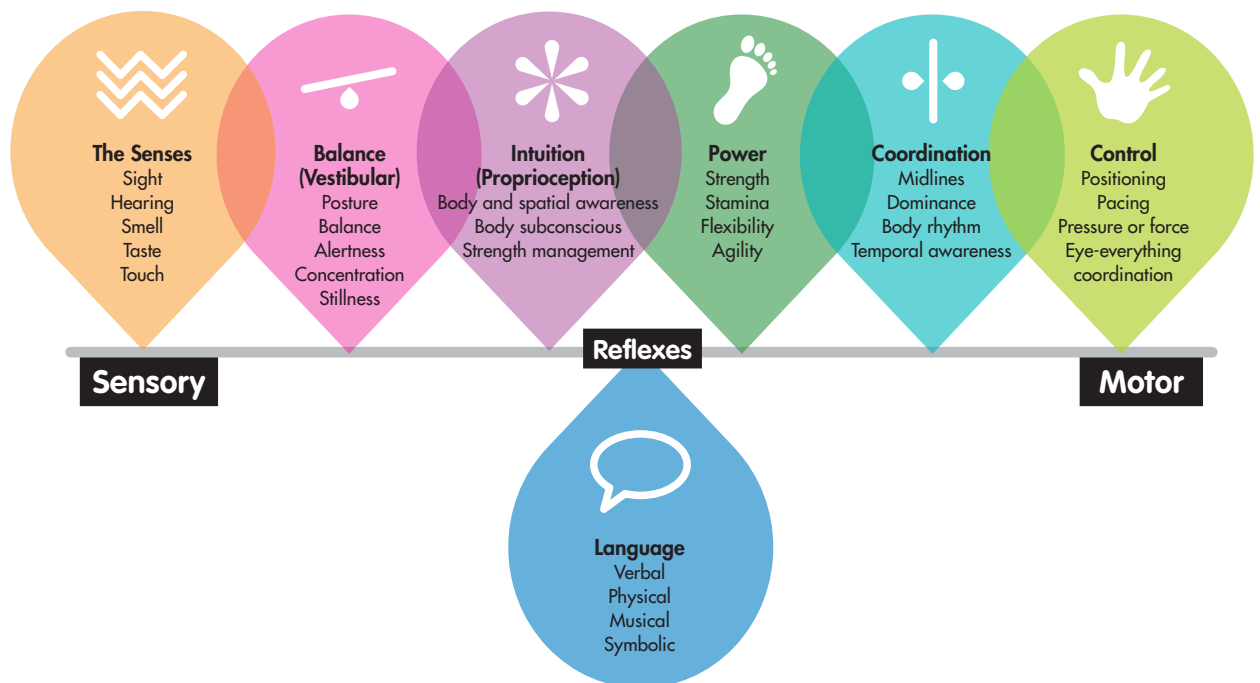 The Senses
Sight
Hearing
Smell
Taste
Touch
Balance
(Vestibular)
Posture
Balance
Alertness
Concentration
Stillness
Intuition
(Proprioception)
Body and spatial awareness
Body subconscious
Strength management
Power
Strength
Stamina
Flexibility
Agility
Coordination
Midlines
Dominance
Body rhythm
Temporal awareness
Control
Positioning
Pacing
Pressure or force
Eye-everything
coordination
Reflexes
Sensory
Motor
Language
Verbal
Physical
Musical
Symbolic